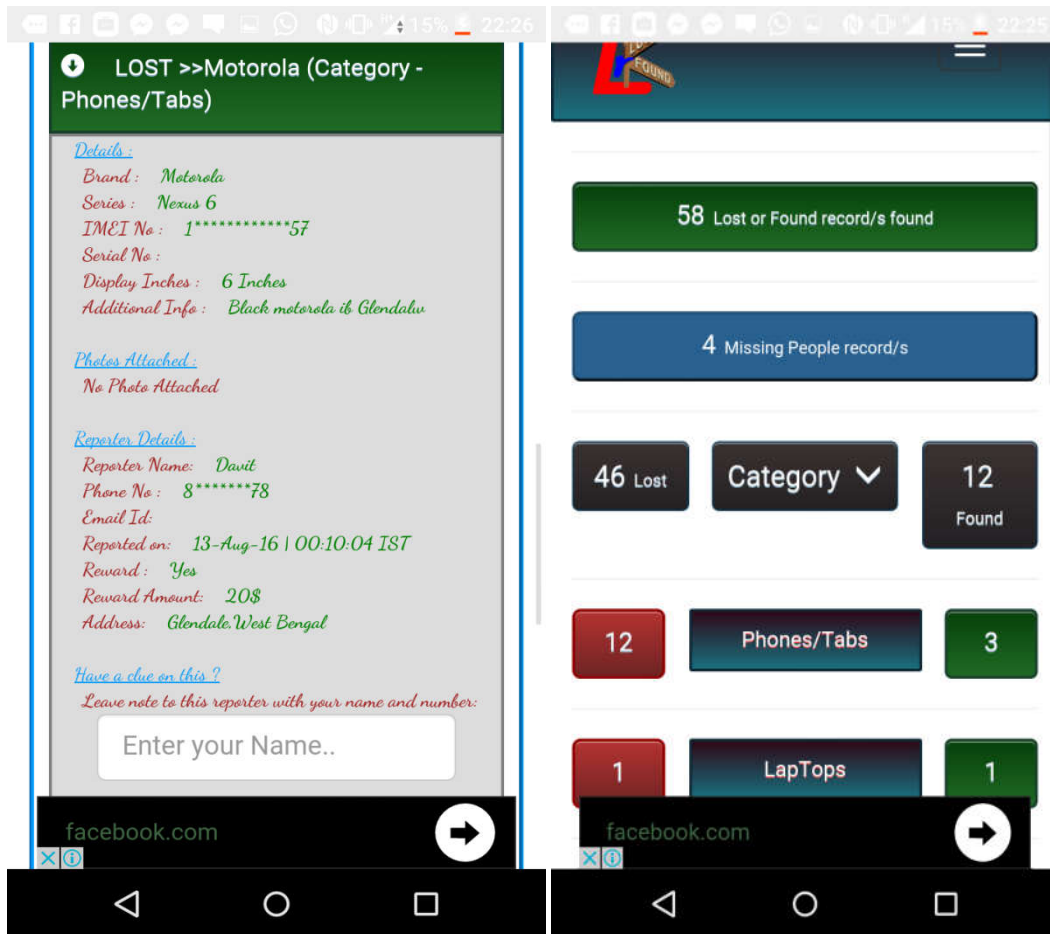 15% 22:26
LOST >>Motorola (Category -
Phones/Tabs)
Details :
Brand : Motorola
Series : Nexus 6
IMEI No : 1************57
Serial No :
Display Inches : 6 Inches
Additional Info : Black motorola ib Glendalw
Photos Attached :
No Photo Attached
Reporter Details :
Reporter Name: Davit
Phone No : 8*******78
Email Id:
Reported on: 13-Aug-16 | 00:10:04 IST
Reward : Yes
Reward Amount: 20$
Address: Glendale,West Bengal
Have a clue on this ?
Leave note to this reporter with your name and number:
Enter your Name..
facebook.com
15% 22:25
FOUND
58 Lost or Found record/s found
4 Missing People record/s
46 Lost
Category
12
Found
12 Phones/Tabs 3
1 LapTops 1
facebook.com